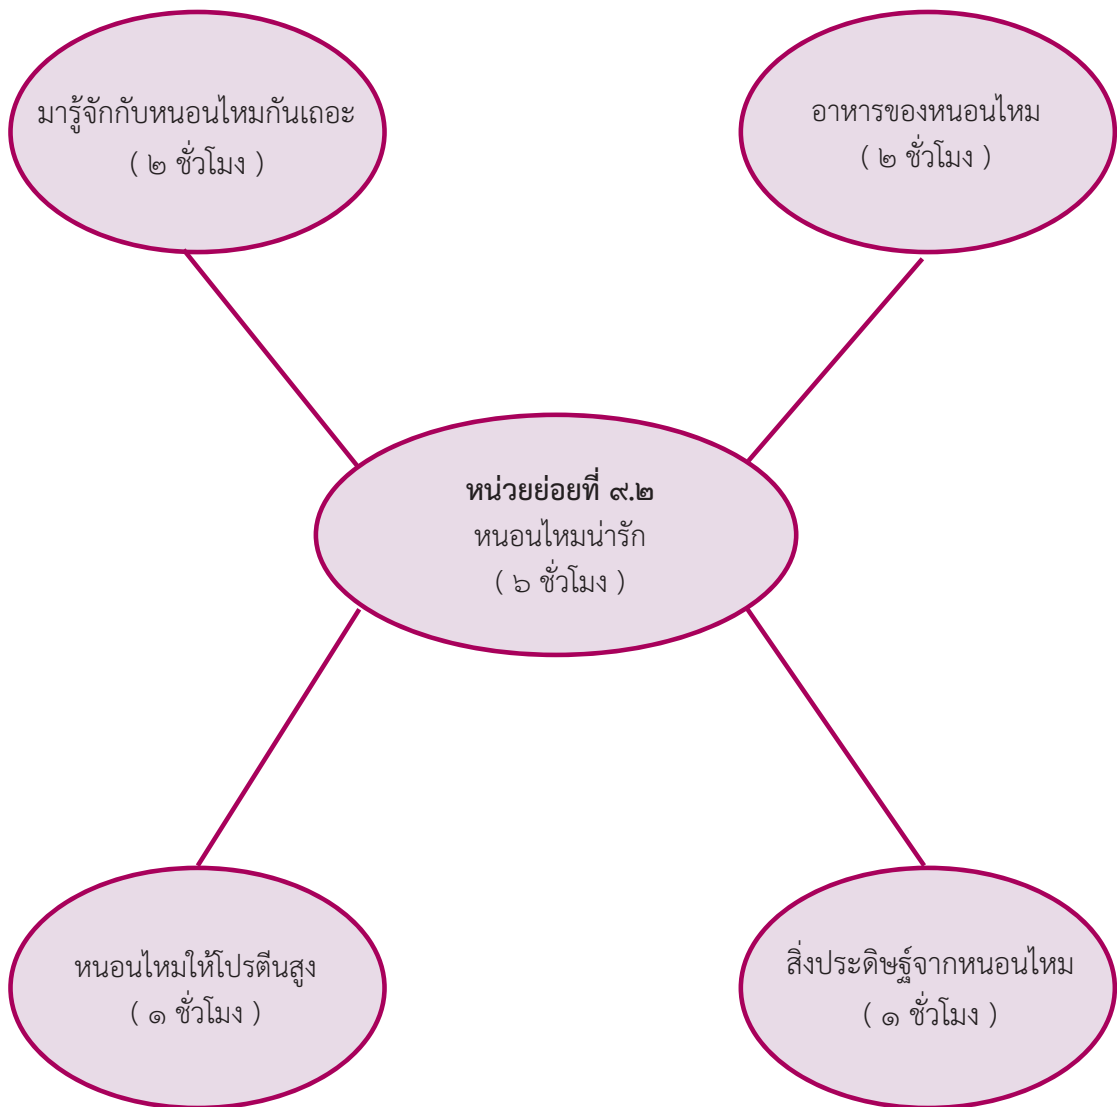 มารู้จักกับหนอนไหมกันเถอะ
( ๒ ชั่วโมง )
อาหารของหนอนไหม
( ๒ ชั่วโมง )
หน่วยย่อยที่ ๙.๒
หนอนไหมน่ารัก
( ๖ ชั่วโมง )
หนอนไหมให้โปรตีนสูง
( ๑ ชั่วโมง )
สิ่งประดิษฐ์จากหนอนไหม
( ๑ ชั่วโมง )